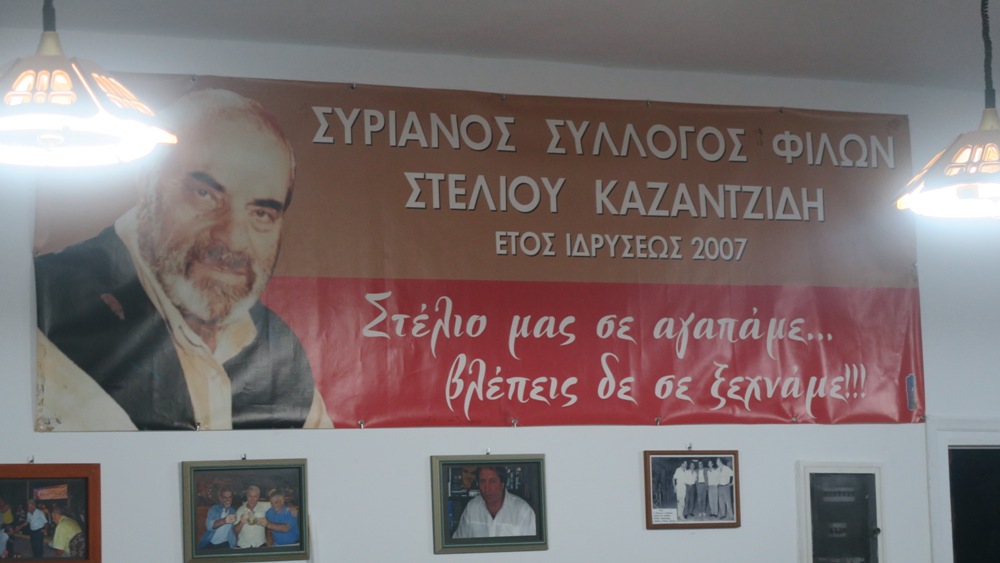 ΣΥΡΙΑΝΟΣ ΣΥΛΛΟΓΟΣ ΦΙΛΩΝ
ΣΤΕΛΙΟΥ ΚΑΖΑΝΤΖΙΔΗ
ΕΤΟΣ ΙΔΡΥΣΕΩΣ 2007
Στέλιο μας σε αγαπάμε...
βλέπεις δε σε ξεχνάμε!!!